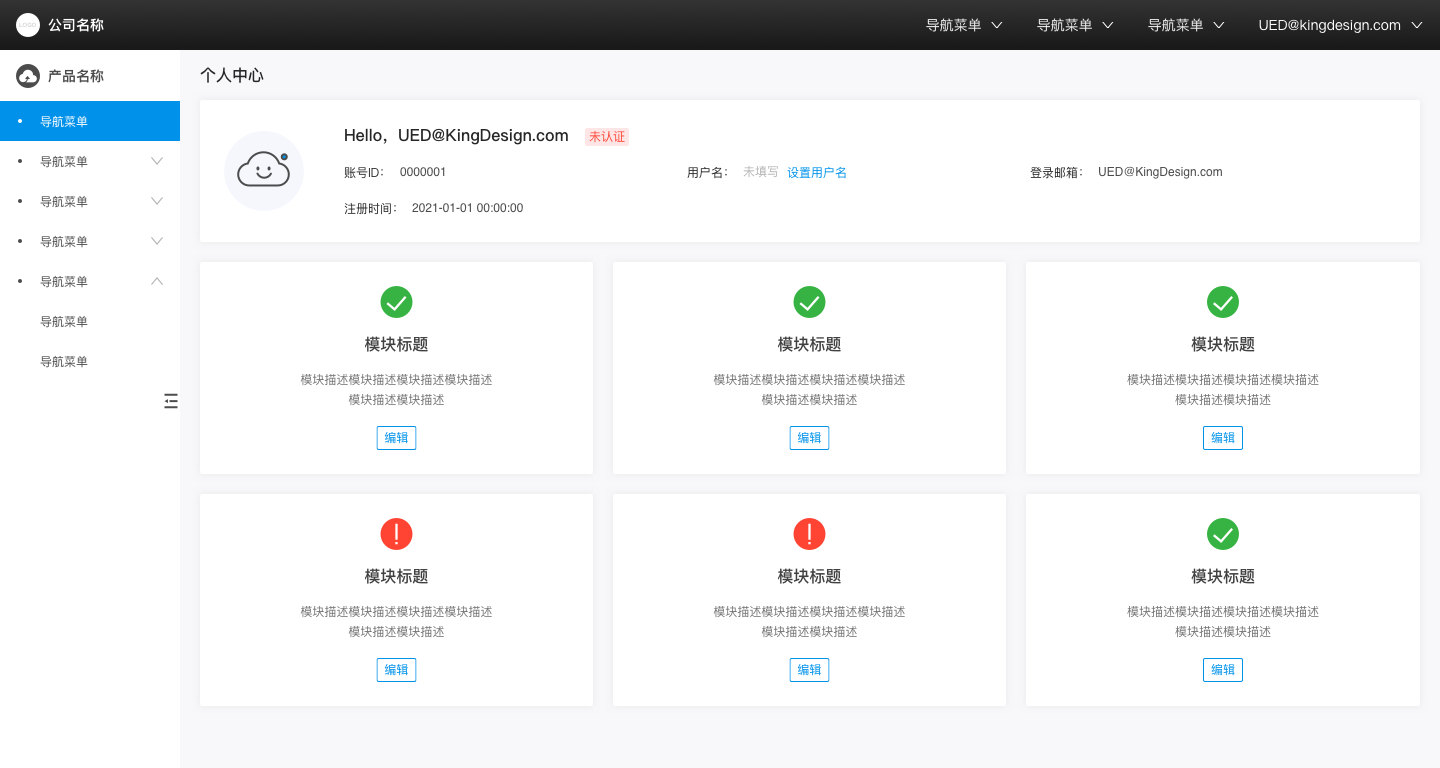 LOGO 公司名称 导航菜单 导航菜单 导航菜单 UED@kingdesign.com
产品名称
导航菜单
导航菜单
导航菜单
导航菜单
导航菜单
导航菜单
导航菜单
个人中心
Hello，UED@KingDesign.com 未认证
账号ID： 0000001 用户名： 未填写 设置用户名 登录邮箱： UED@KingDesign.com
注册时间： 2021-01-01 00:00:00
模块标题
模块描述模块描述模块描述模块描述
模块描述模块描述
编辑
模块标题
模块描述模块描述模块描述模块描述
模块描述模块描述
编辑
模块标题
模块描述模块描述模块描述模块描述
模块描述模块描述
编辑
模块标题
模块描述模块描述模块描述模块描述
模块描述模块描述
编辑
模块标题
模块描述模块描述模块描述模块描述
模块描述模块描述
编辑
模块标题
模块描述模块描述模块描述模块描述
模块描述模块描述
编辑